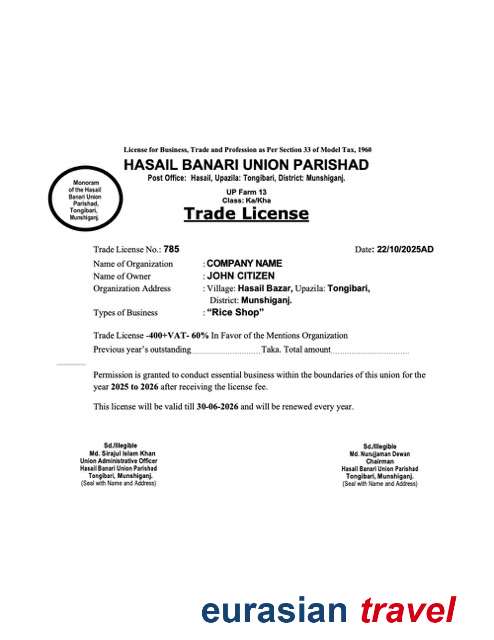 License for Business, Trade and Profession as Per Section 33 of Model Tax, 1960
HASAIL BANARI UNION PARISHAD
Post Office: Hasail, Upazila: Tongibari, District: Munshiganj.
Monoram
of the Hasail
Banari Union
Parishad,
Tongibari,
Munshiganj.
UP Farm 13
Class: Ka/Kha
Trade License
Trade License No.: 785 Date: 22/10/2025AD
Name of Organization : COMPANY NAME
Name of Owner : JOHN CITIZEN
Organization Address : Village: Hasail Bazar, Upazila: Tongibari,
District: Munshiganj.
Types of Business : “Rice Shop”
Trade License -400+VAT- 60% In Favor of the Mentions Organization
Previous year's outstanding........................Taka. Total amount........................
Permission is granted to conduct essential business within the boundaries of this union for the
year 2025 to 2026 after receiving the license fee.
This license will be valid till 30-06-2026 and will be renewed every year.
Sd./Illegible
Md. Sirajul Islam Khan
Union Administrative Officer
Hasail Banari Union Parishad
Tongibari, Munshiganj.
(Seal with Name and Address)
Sd./Illegible
Md. Nurujjaman Dewan
Chairman
Hasail Banari Union Parishad
Tongibari, Munshiganj.
(Seal with Name and Address)
eurasian travel